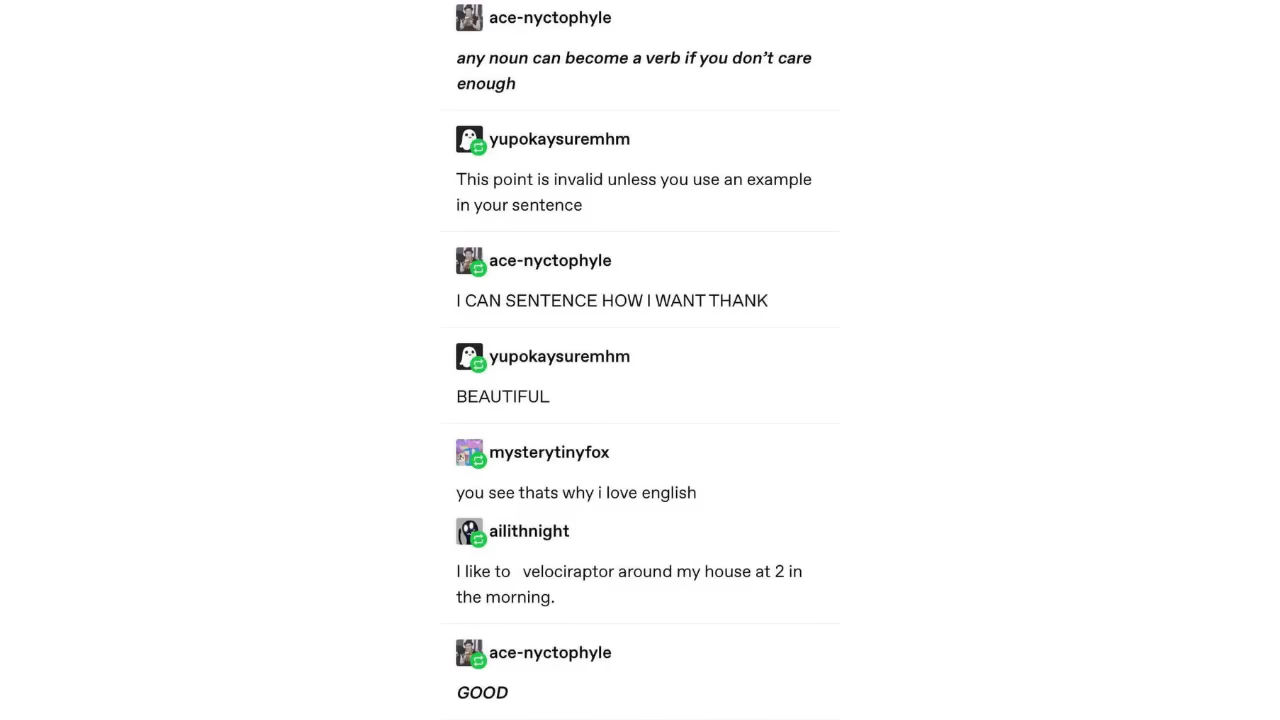 ace-nyctophyle
any noun can become a verb if you don't care
enough
yupokaysuremhm
This point is invalid unless you use an example
in your sentence
ace-nyctophyle
I CAN SENTENCE HOW I WANT THANK
yupokaysuremhm
BEAUTIFUL
mysterytinyfox
you see thats why i love english
ailithnight
I like to velociraptor around my house at 2 in
the morning.
ace-nyctophyle
GOOD